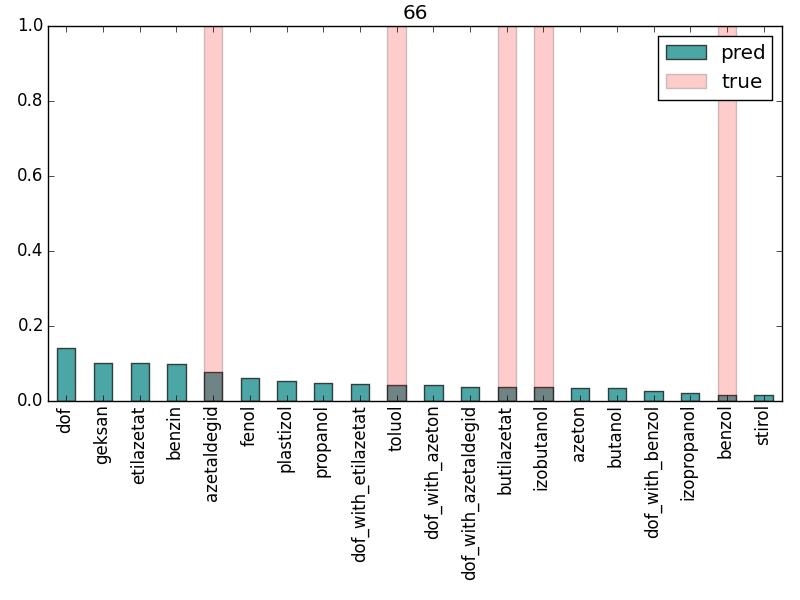 66
1.0
0.8
0.6
0.4
0.2
0.0
pred
true
dof
geksan
etilazetat
benzin
azetaldegid
fenol
plastizol
propanol
dof_with_etilazetat
toluol
dof_with_azeton
dof_with_azetaldegid
butilazetat
izobutanol
azeton
butanol
dof_with_benzol
izopropanol
benzol
stirol